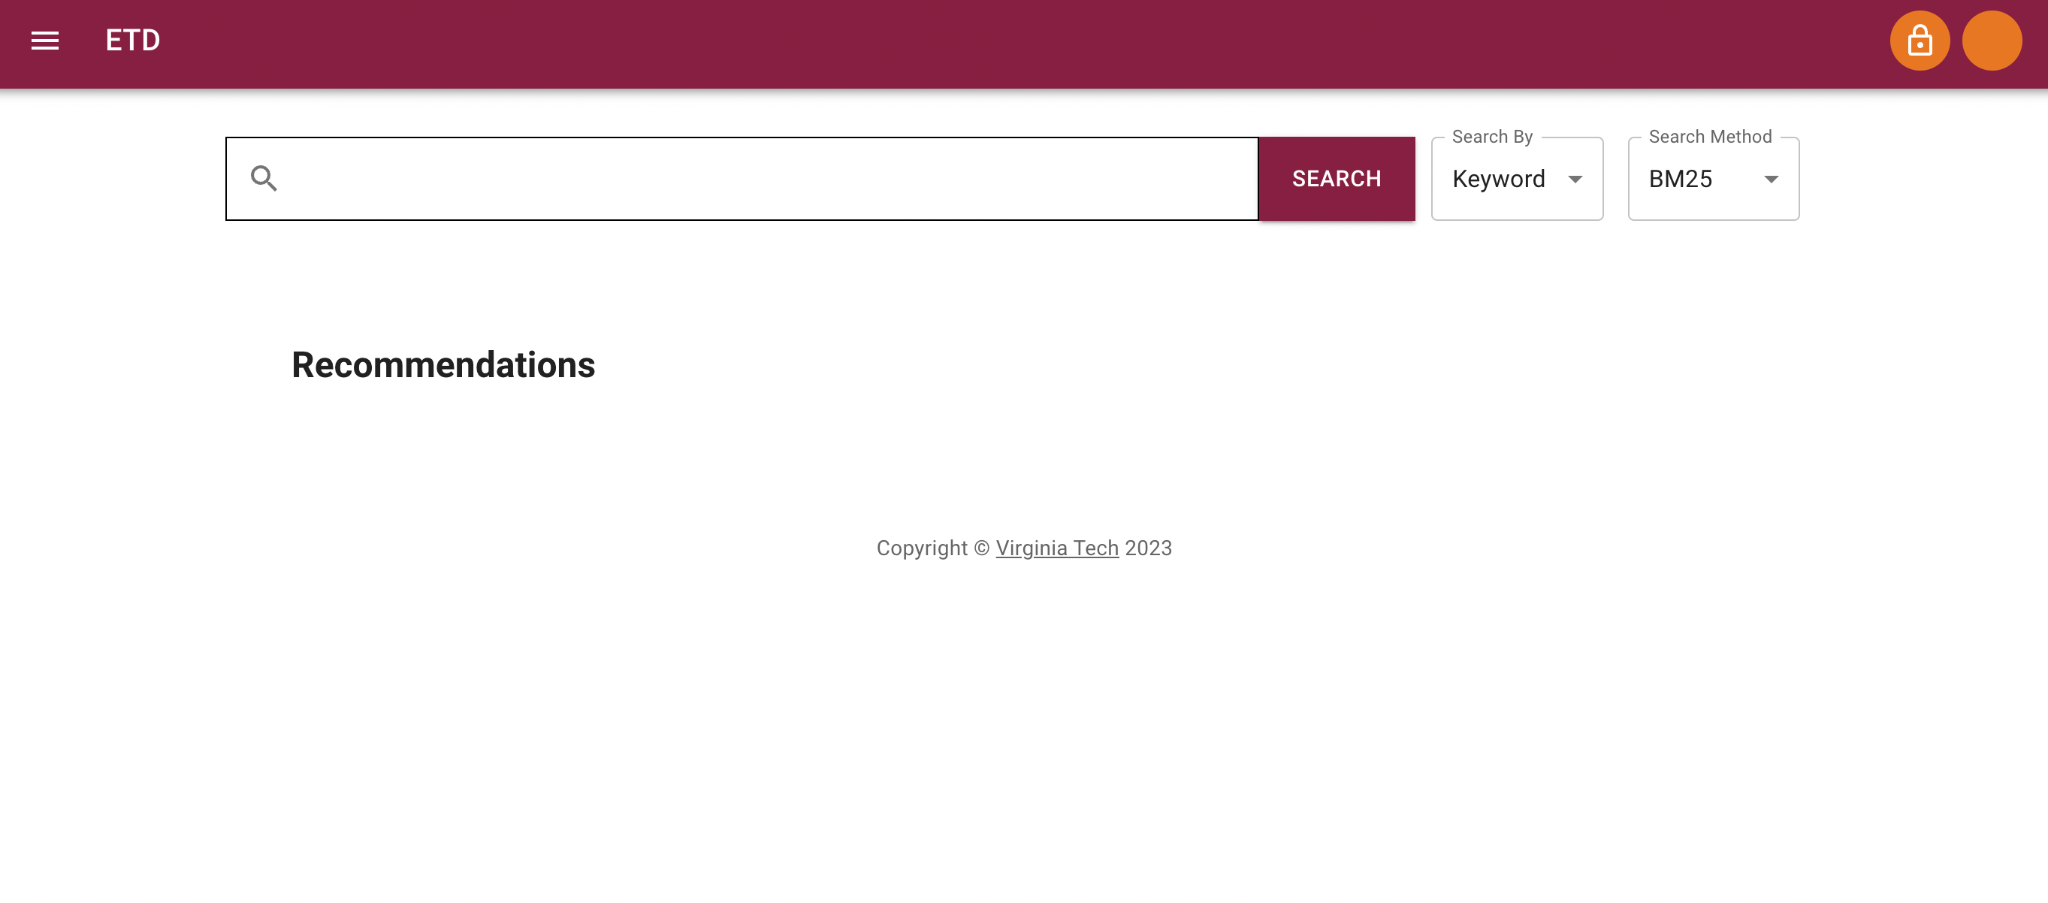 ETD
SEARCH
Search By
Keyword
Search Method
BM25
Recommendations
Copyright © Virginia Tech 2023